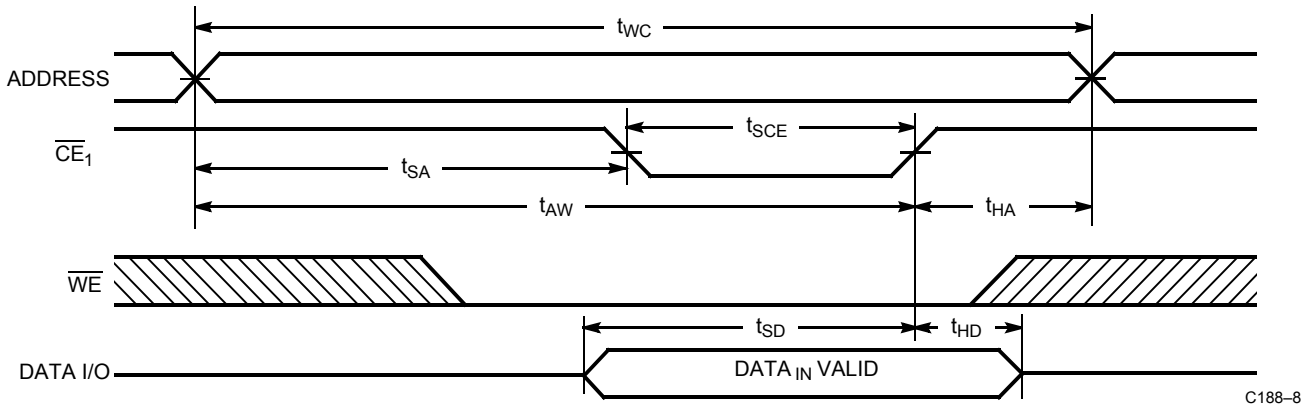 tWC
ADDRESS
CE1
tSCE
tSA
tAW
tHA
WE
tSD
tHD
DATA I/O
DATA IN VALID
C188–8